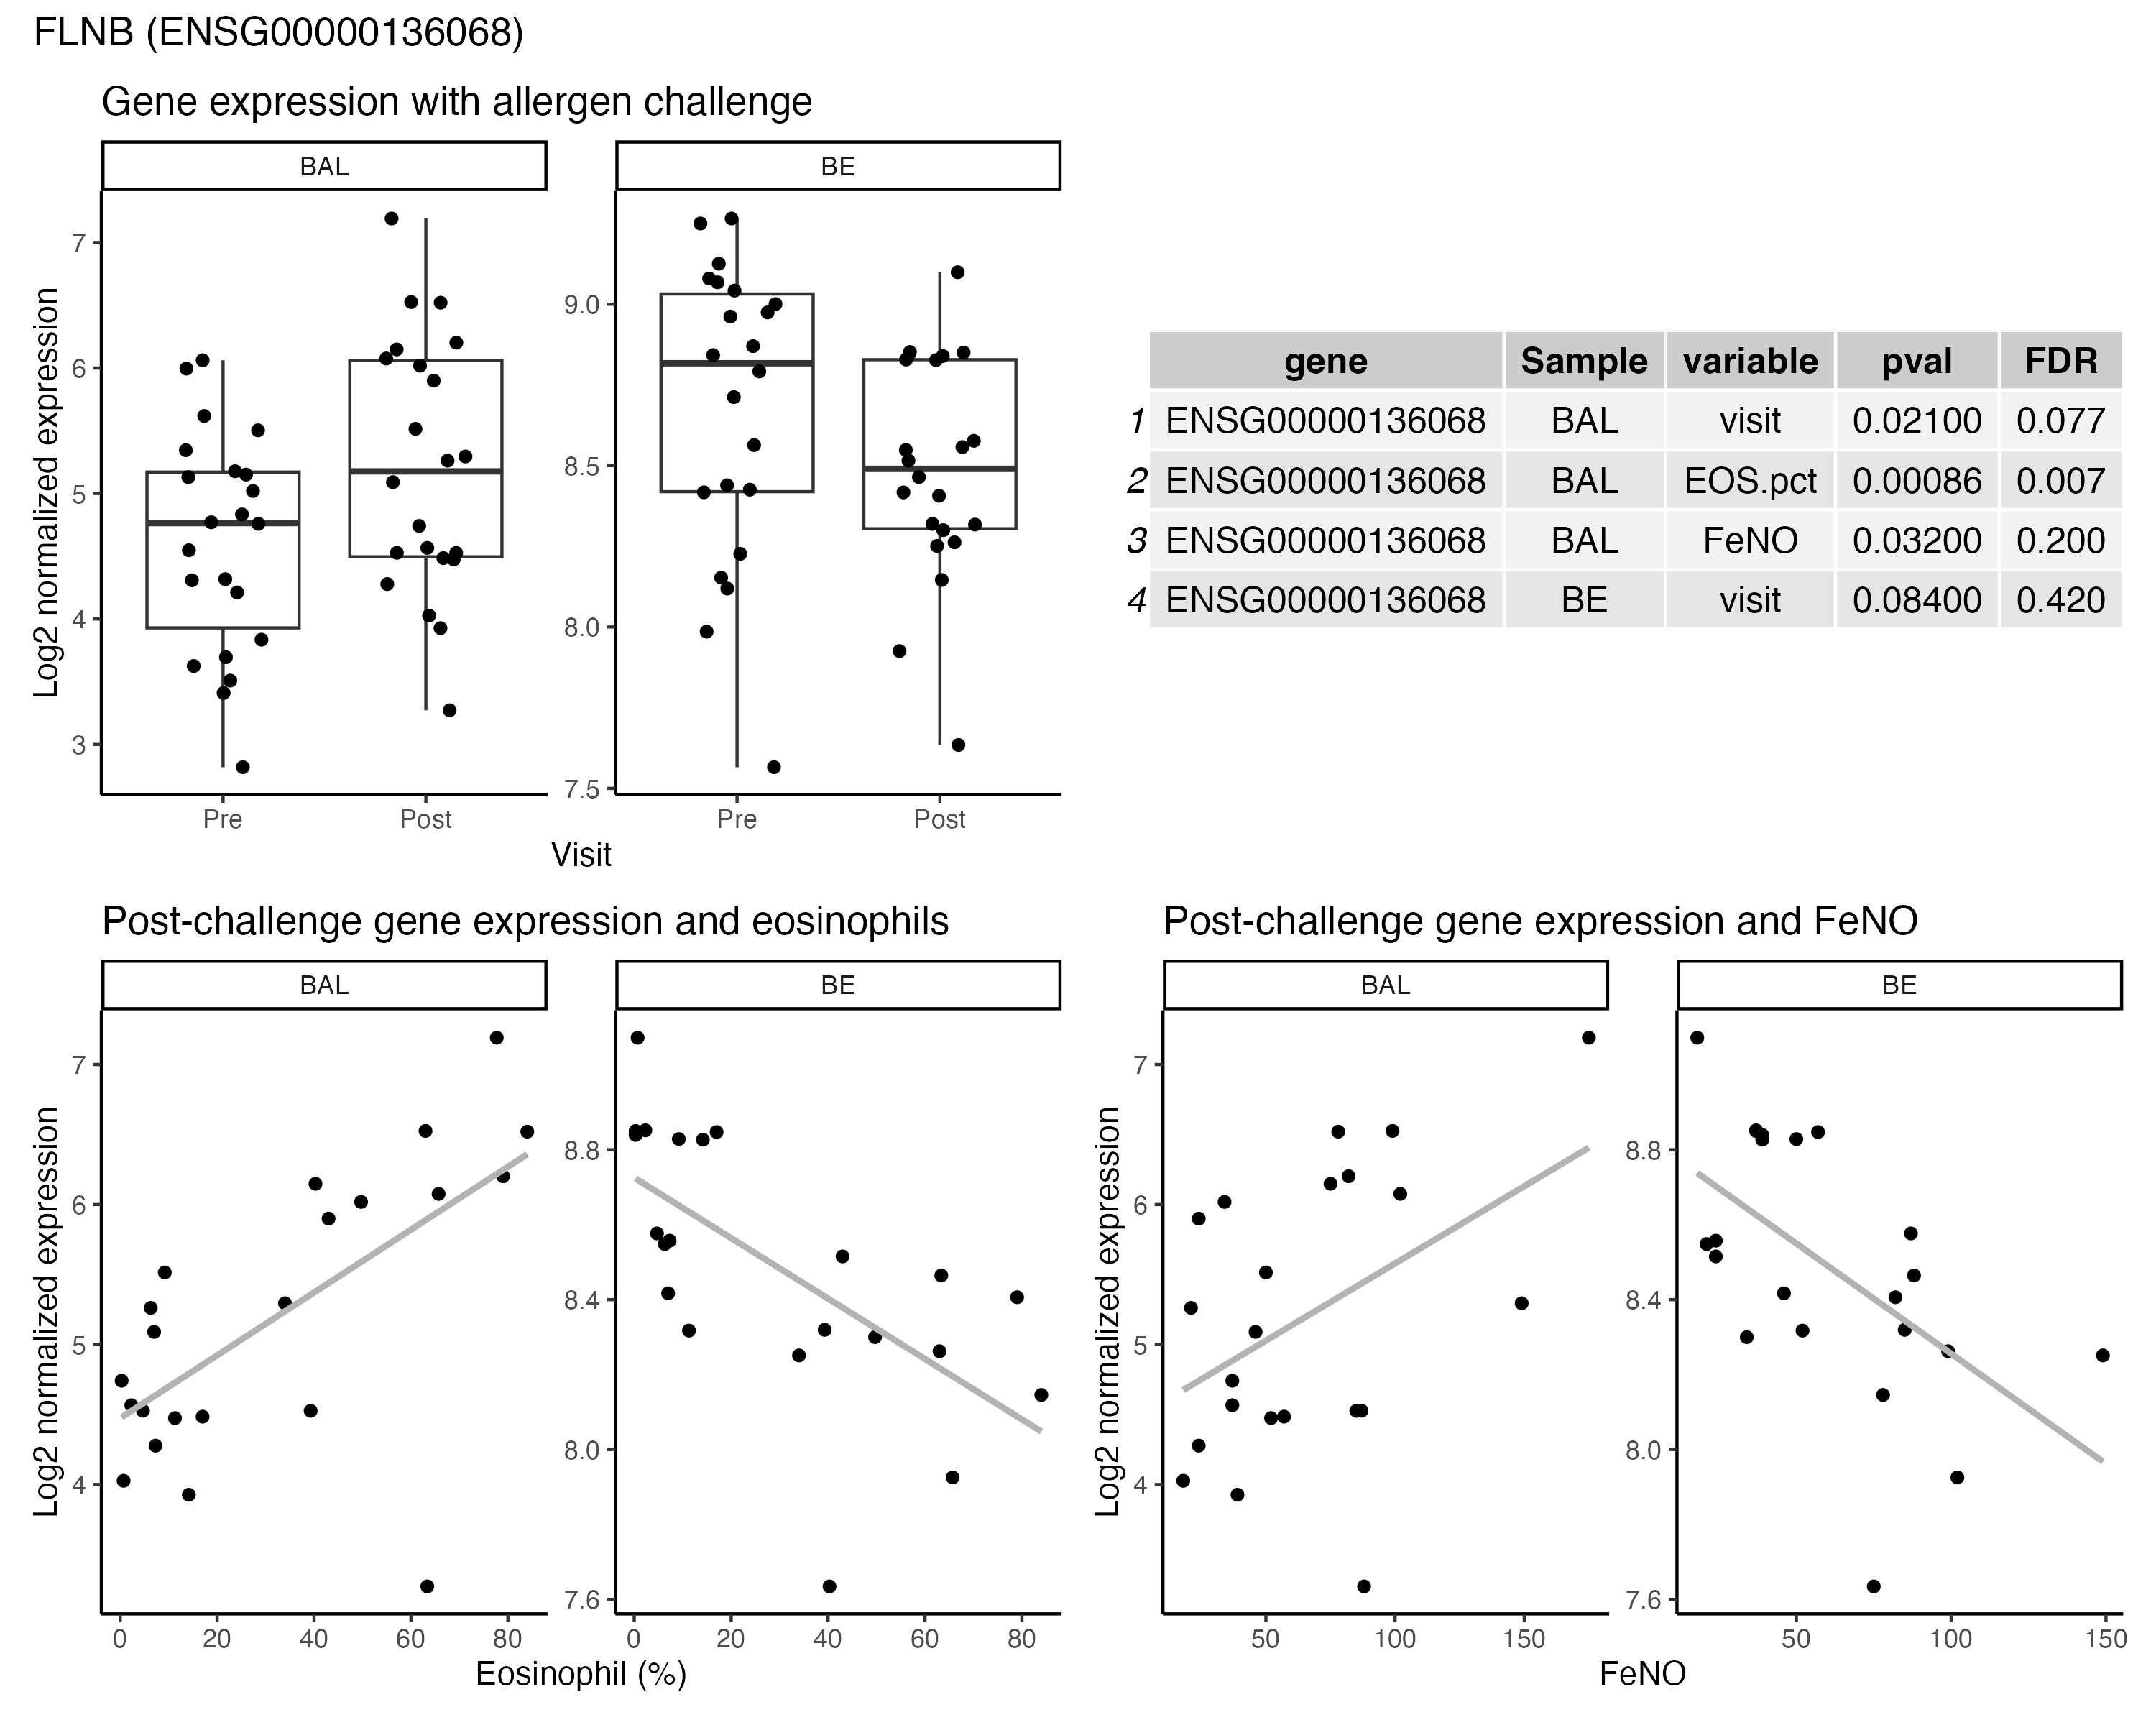 FLNB (ENSG00000136068)
Gene expression with allergen challenge
BAL
BE
Log2 normalized expression
7
6
5
4
3
9.0
8.5
8.0
7.5
Pre
Post
Pre
Post
Visit
gene Sample variable pval FDR
1 ENSG00000136068 BAL visit 0.02100 0.077
2 ENSG00000136068 BAL EOS.pct 0.00086 0.007
3 ENSG00000136068 BAL FeNO 0.03200 0.200
4 ENSG00000136068 BE visit 0.08400 0.420
Post-challenge gene expression and eosinophils
BAL
BE
Log2 normalized expression
7
6
5
4
8.8
8.4
8.0
7.6
0 20 40 60 80
0 20 40 60 80
Eosinophil (%)
Post-challenge gene expression and FeNO
BAL
BE
Log2 normalized expression
7
6
5
4
8.8
8.4
8.0
7.6
50 100 150
50 100 150
FeNO